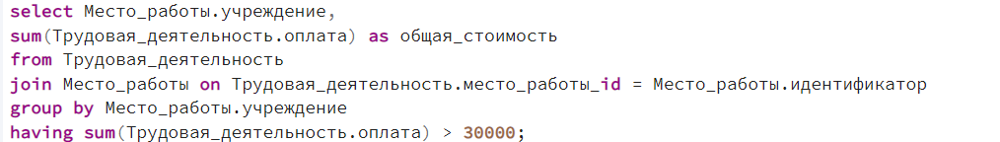 select Место_работы.учреждение,
sum(Трудовая_деятельность.оплата) as общая_стоимость
from Трудовая_деятельность
join Место_работы on Трудовая_деятельность.место_работы_id = Место_работы.идентификатор
group by Место_работы.учреждение
having sum(Трудовая_деятельность.оплата) > 30000;